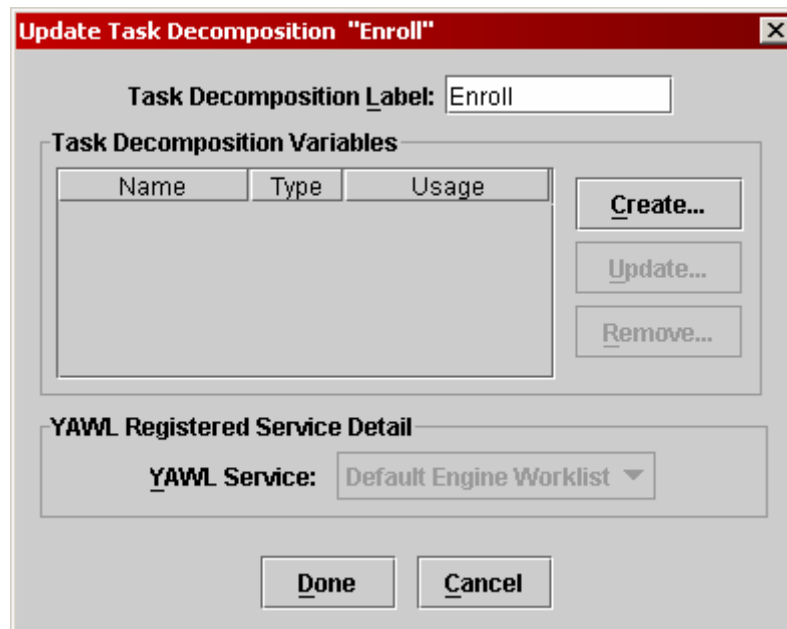 Update Task Decomposition "Enroll"
Task Decomposition Label: Enroll
Task Decomposition Variables
Name Type Usage
Create...
Update...
Remove...
YAWL Registered Service Detail
YAWL Service: Default Engine Worklist
Done Cancel